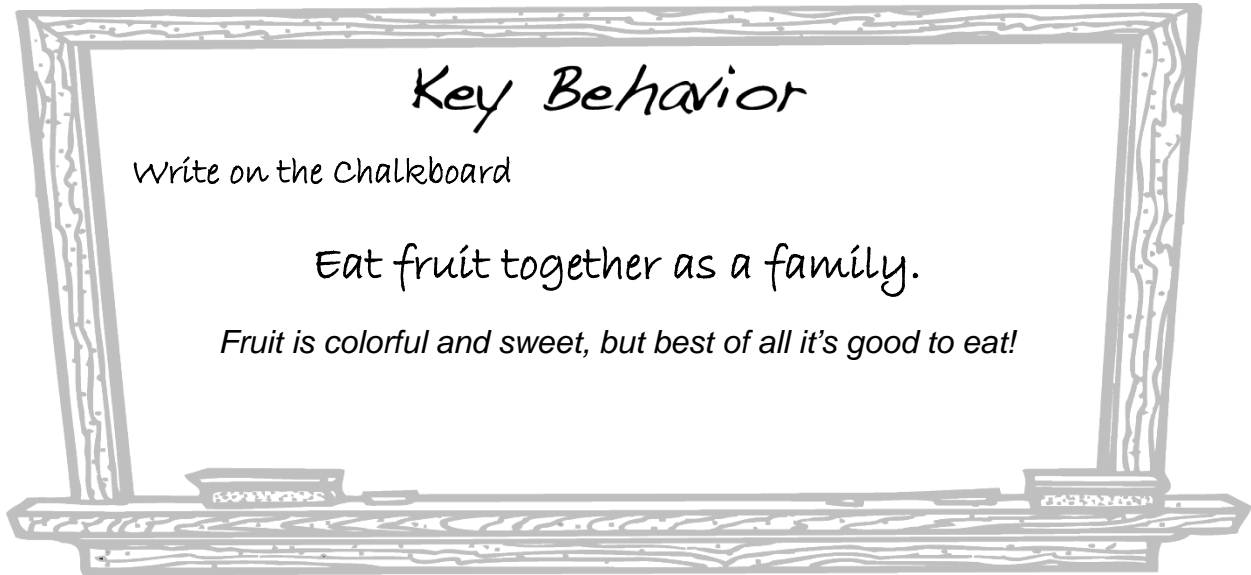 Key Behavior
Write on the Chalkboard
Eat fruit together as a family.
Fruit is colorful and sweet, but best of all it’s good to eat!